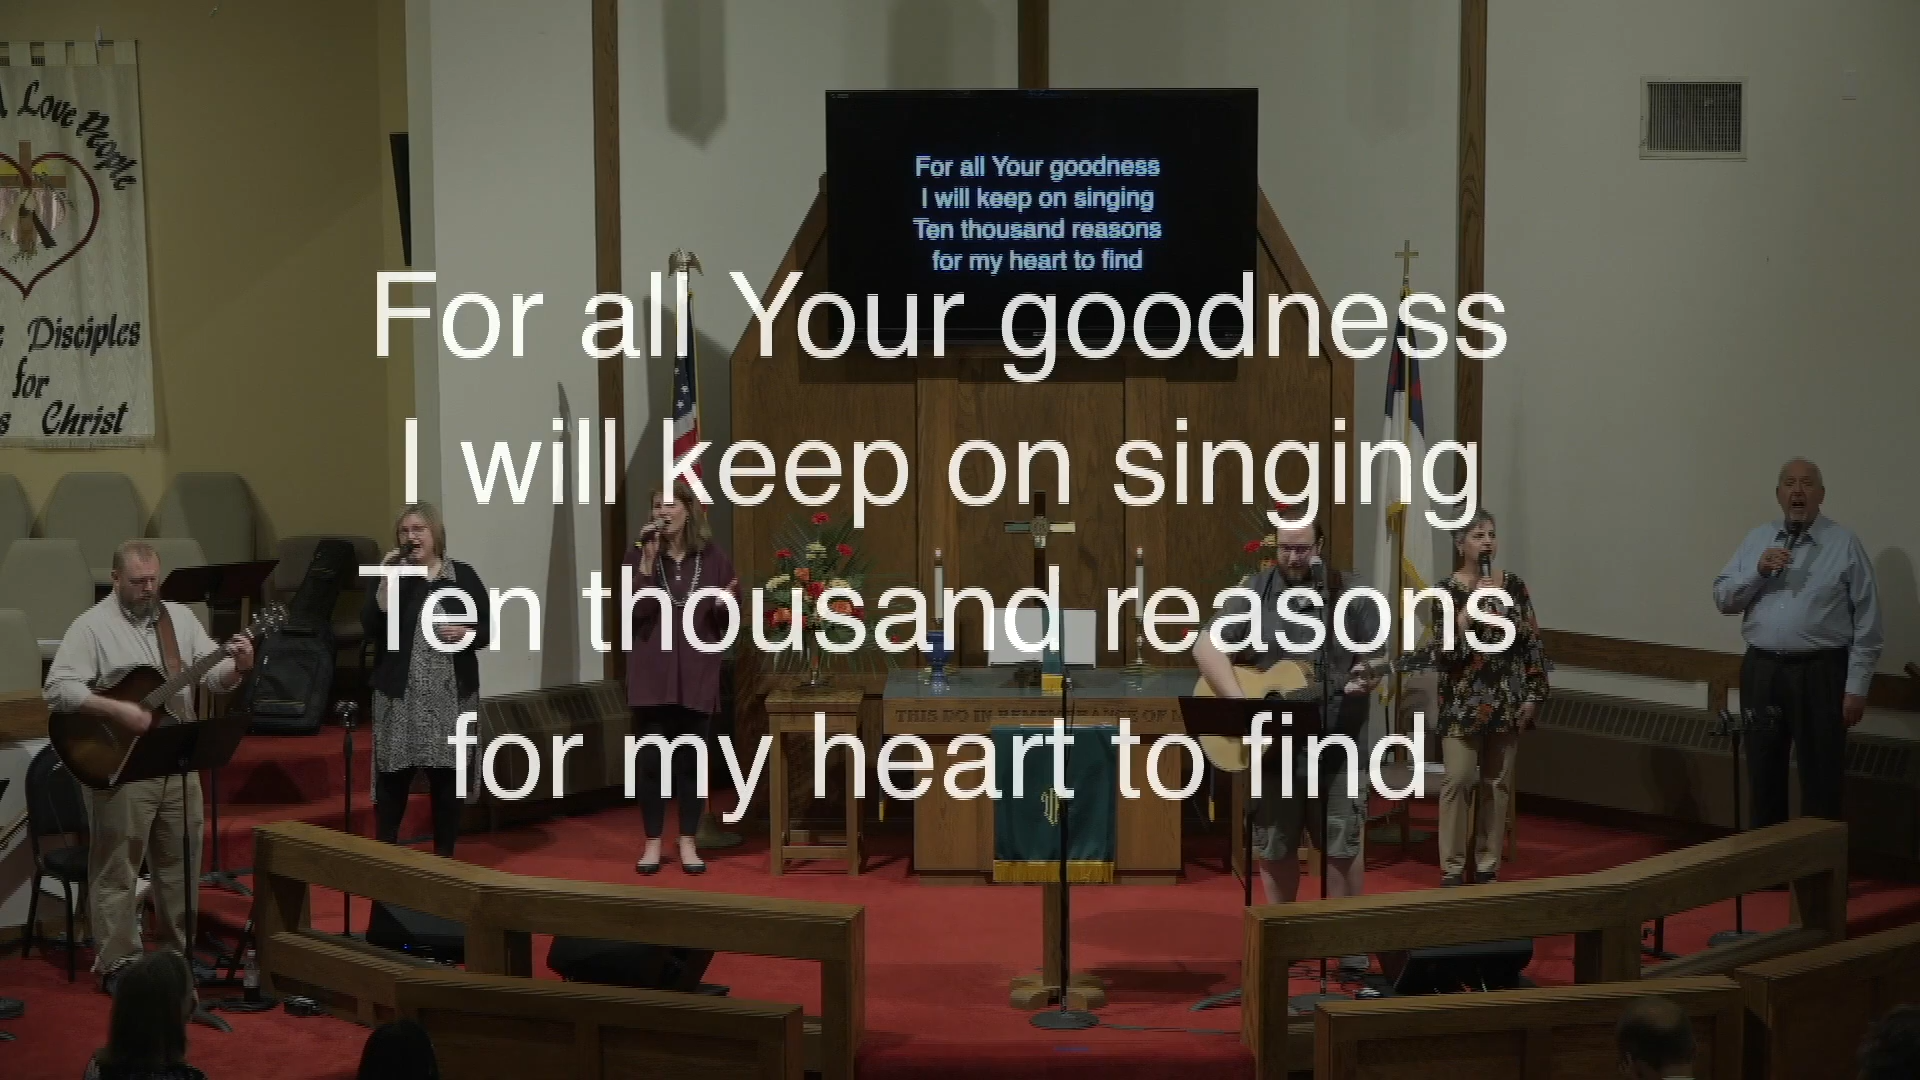 Love People
Disciples
for
Christ
For all Your goodness
I will keep on singing
Ten thousand reasons
for my heart to find
For all Your goodness
I will keep on singing
Ten thousand reasons
for my heart to find
THIS DO IN REMEMBRANCE OF